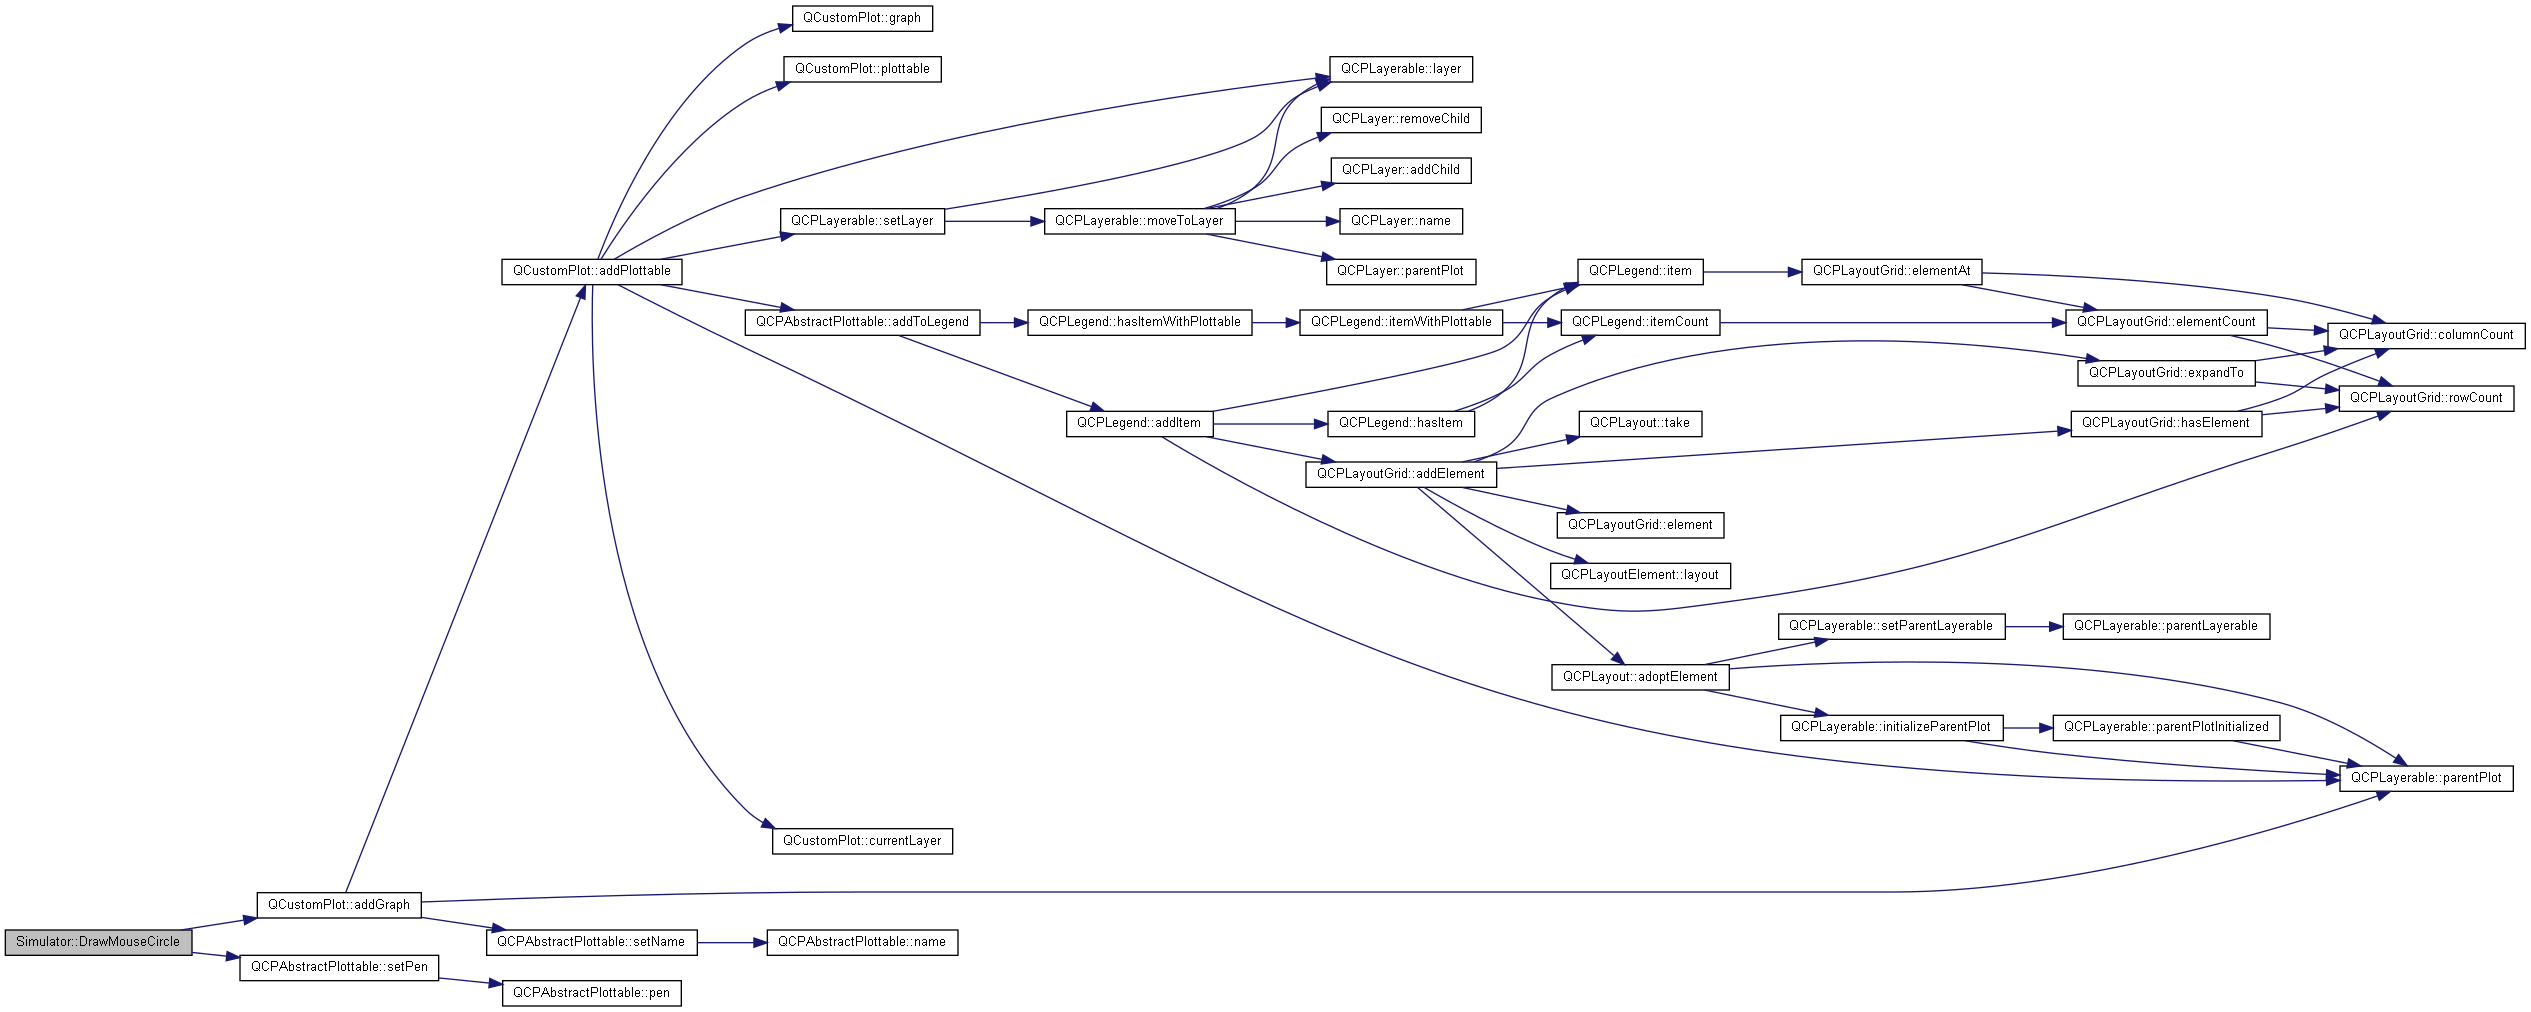 QCustomPlot::graph
QCustomPlot::plottable
QCPLayerable::layer
QCPLayer::removeChild
QCPLayer::addChild
QCPLayerable::setLayer
QCPLayerable::moveToLayer
QCPLayer::name
QCustomPlot::addPlottable
QCPLayer::parentPlot
QCPLegend::item
QCPLayoutGrid::elementAt
QCPAbstractPlottable::addToLegend
QCPLegend::hasItemWithPlottable
QCPLegend::itemWithPlottable
QCPLegend::itemCount
QCPLayoutGrid::elementCount
QCPLayoutGrid::columnCount
QCPLayoutGrid::expandTo
QCPLayoutGrid::rowCount
QCPLegend::addItem
QCPLegend::hasItem
QCPLayout::take
QCPLayoutGrid::hasElement
QCPLayoutGrid::addElement
QCPLayoutGrid::element
QCPLayoutElement::layout
QCPLayerable::setParentLayerable
QCPLayerable::parentLayerable
QCPLayout::adoptElement
QCPLayerable::initializeParentPlot
QCPLayerable::parentPlotInitialized
QCPLayerable::parentPlot
QCustomPlot::currentLayer
QCustomPlot::addGraph
Simulator::DrawMouseCircle
QCPAbstractPlottable::setName
QCPAbstractPlottable::name
QCPAbstractPlottable::setPen
QCPAbstractPlottable::pen